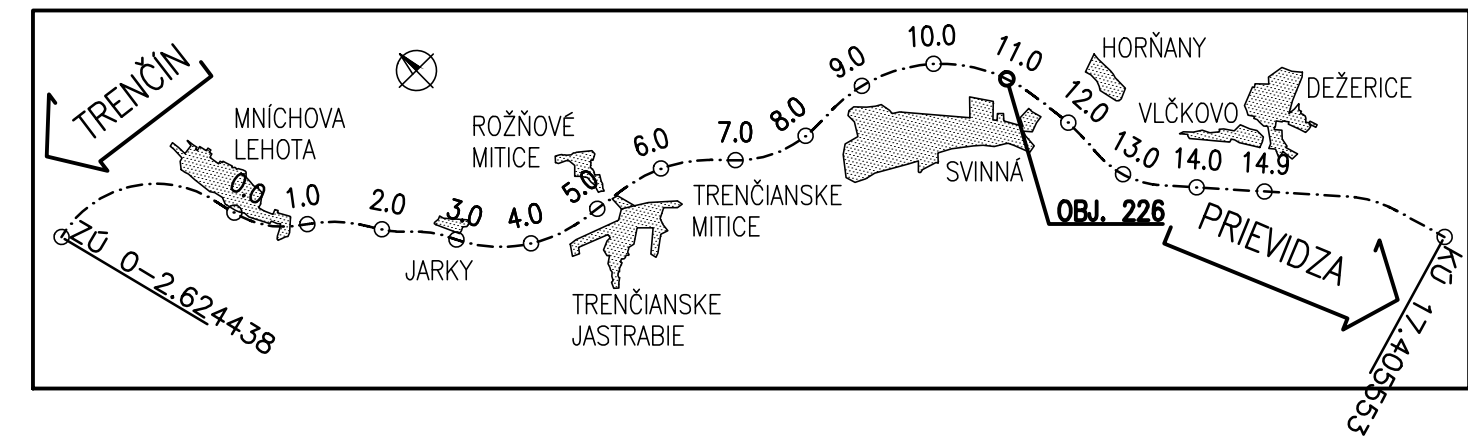 TRENČÍN
MNÍCHOVA
LEHOTA
ZÚ 0-2.624438
0.0
1.0
2.0
3.0
JARKY
4.0
ROŽŇOVÉ
MITICE
5.0
TRENČIANSKE
JASTRABIE
6.0
7.0
TRENČIANSKE
MITICE
8.0
9.0
10.0
SVINNÁ
11.0
OBJ. 226
12.0
HORŇANY
13.0
VLČKOVO
14.0
14.9
DEŽERICE
PRIEVIDZA
KÚ 17.405553